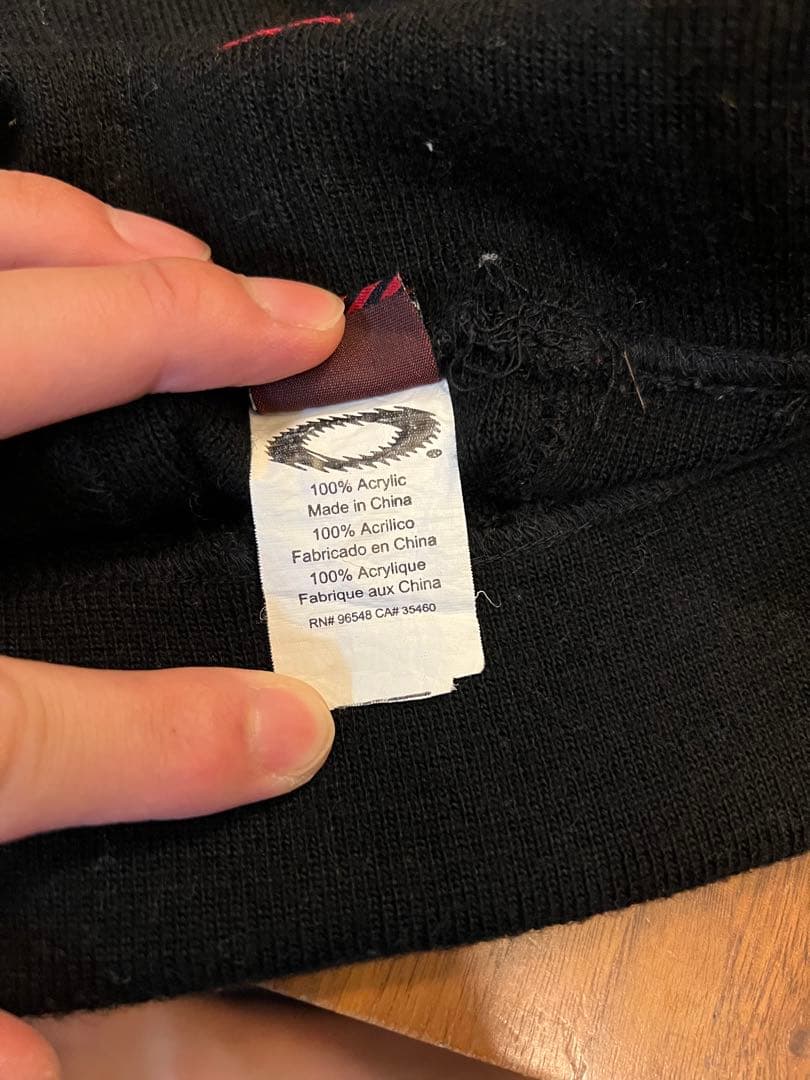 100% Acrylic
Made in China
100% Acrilico
Fabricado en China
100% Acrylique
Fabrique aux China
RN# 96548 CA# 35460